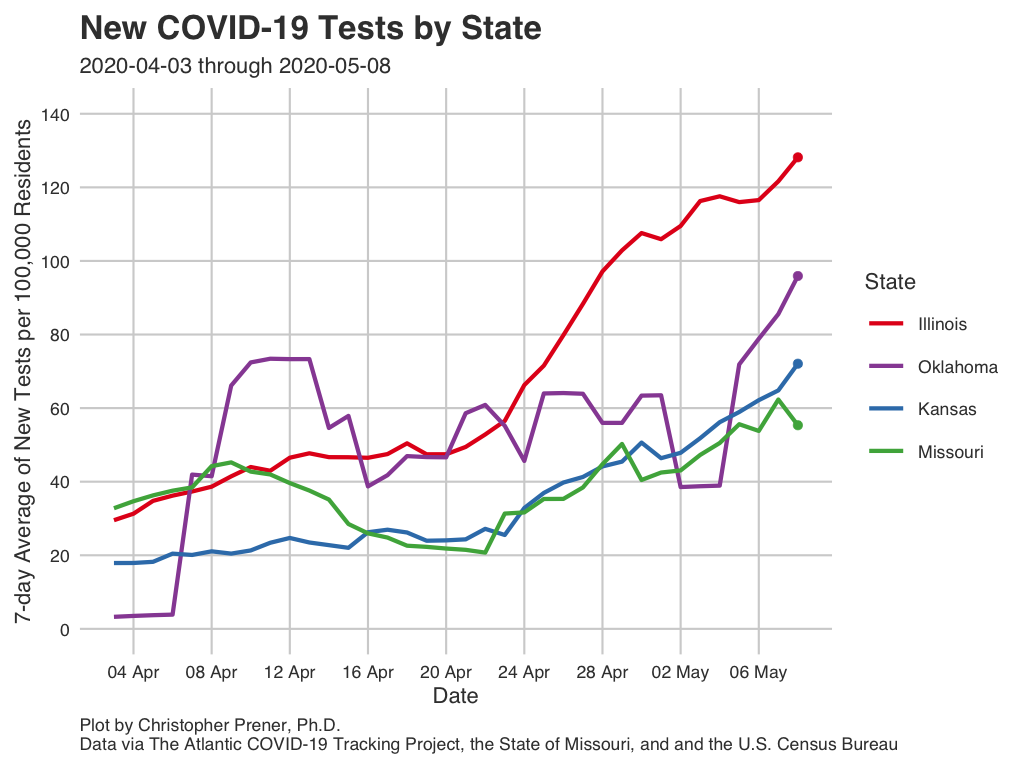 New COVID-19 Tests by State
2020-04-03 through 2020-05-08
7-day Average of New Tests per 100,000 Residents
140
120
100
80
60
40
20
0
04 Apr 08 Apr 12 Apr 16 Apr 20 Apr 24 Apr 28 Apr 02 May 06 May
Date
State
Illinois
Oklahoma
Kansas
Missouri
Plot by Christopher Prener, Ph.D.
Data via The Atlantic COVID-19 Tracking Project, the State of Missouri, and and the U.S. Census Bureau